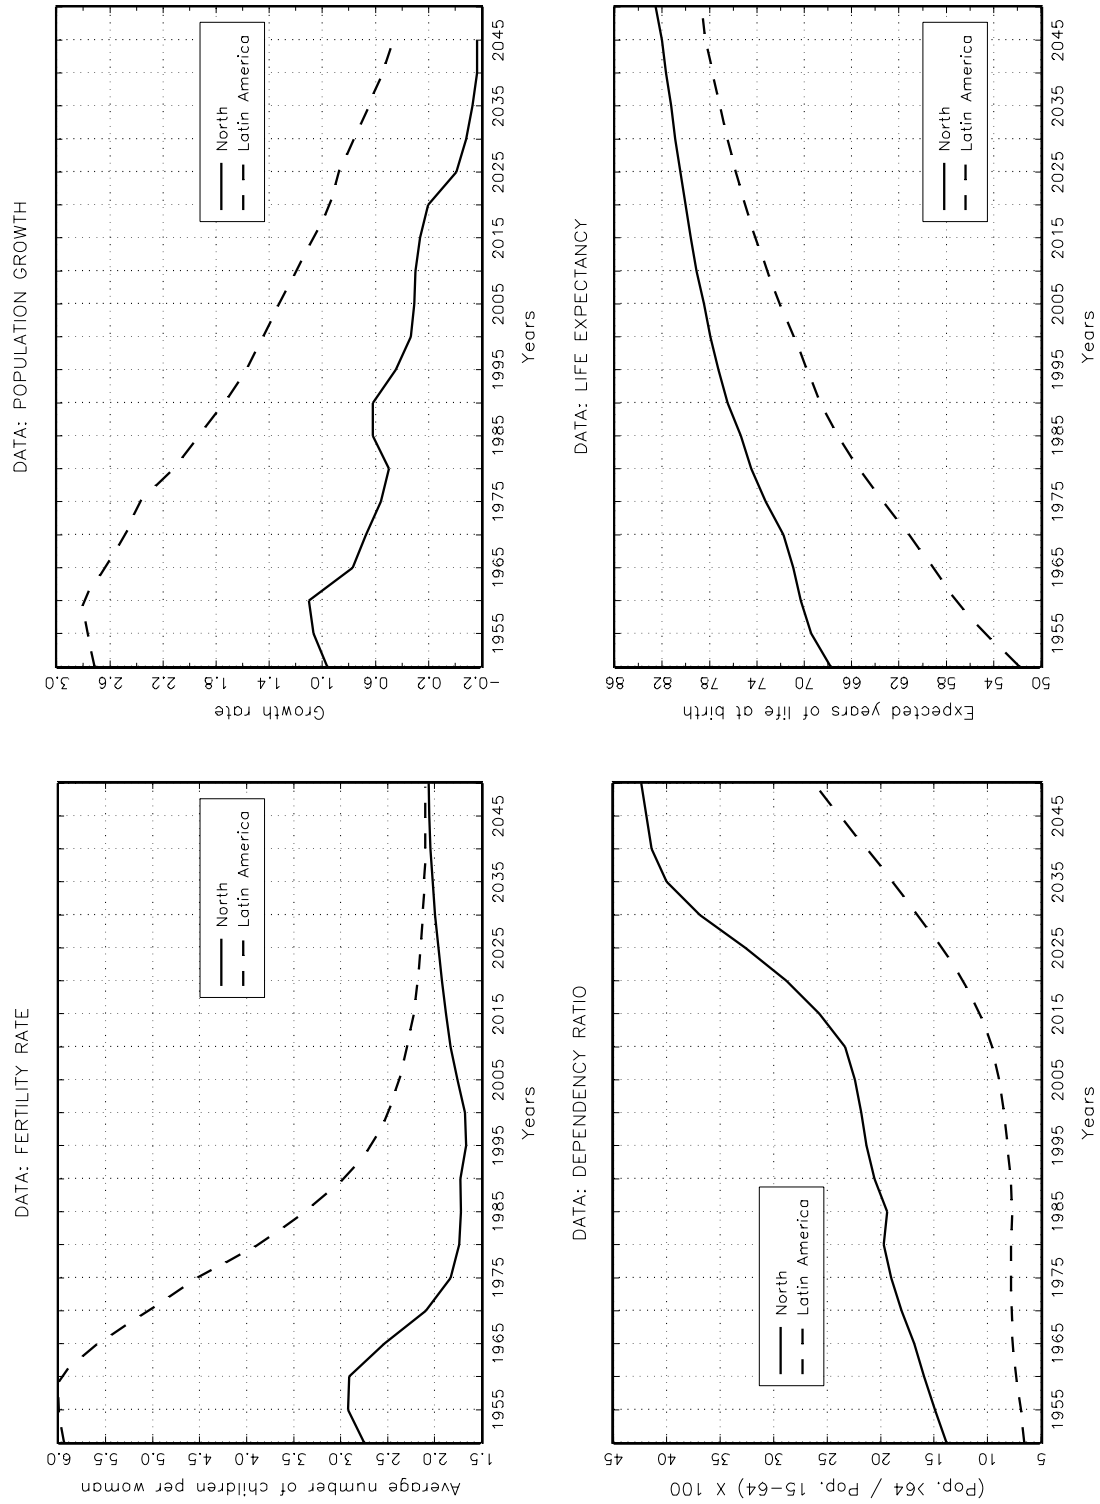 DATA: FERTILITY RATE
Average number of children per woman
6.0 5.5 5.0 4.5 4.0 3.5 3.0 2.5 2.0 1.5
North
Latin America
1955 1965 1975 1985 1995 2005 2015 2025 2035 2045
Years
DATA: POPULATION GROWTH
Growth rate
3.0 2.6 2.2 1.8 1.4 1.0 0.6 0.2 -0.2
North
Latin America
1955 1965 1975 1985 1995 2005 2015 2025 2035 2045
Years
DATA: DEPENDENCY RATIO
(Pop. >64 / Pop. 15-64) X 100
45 40 35 30 25 20 15 10 5
North
Latin America
1955 1965 1975 1985 1995 2005 2015 2025 2035 2045
Years
DATA: LIFE EXPECTANCY
Expected years of life at birth
86 82 78 74 70 66 62 58 54 50
North
Latin America
1955 1965 1975 1985 1995 2005 2015 2025 2035 2045
Years